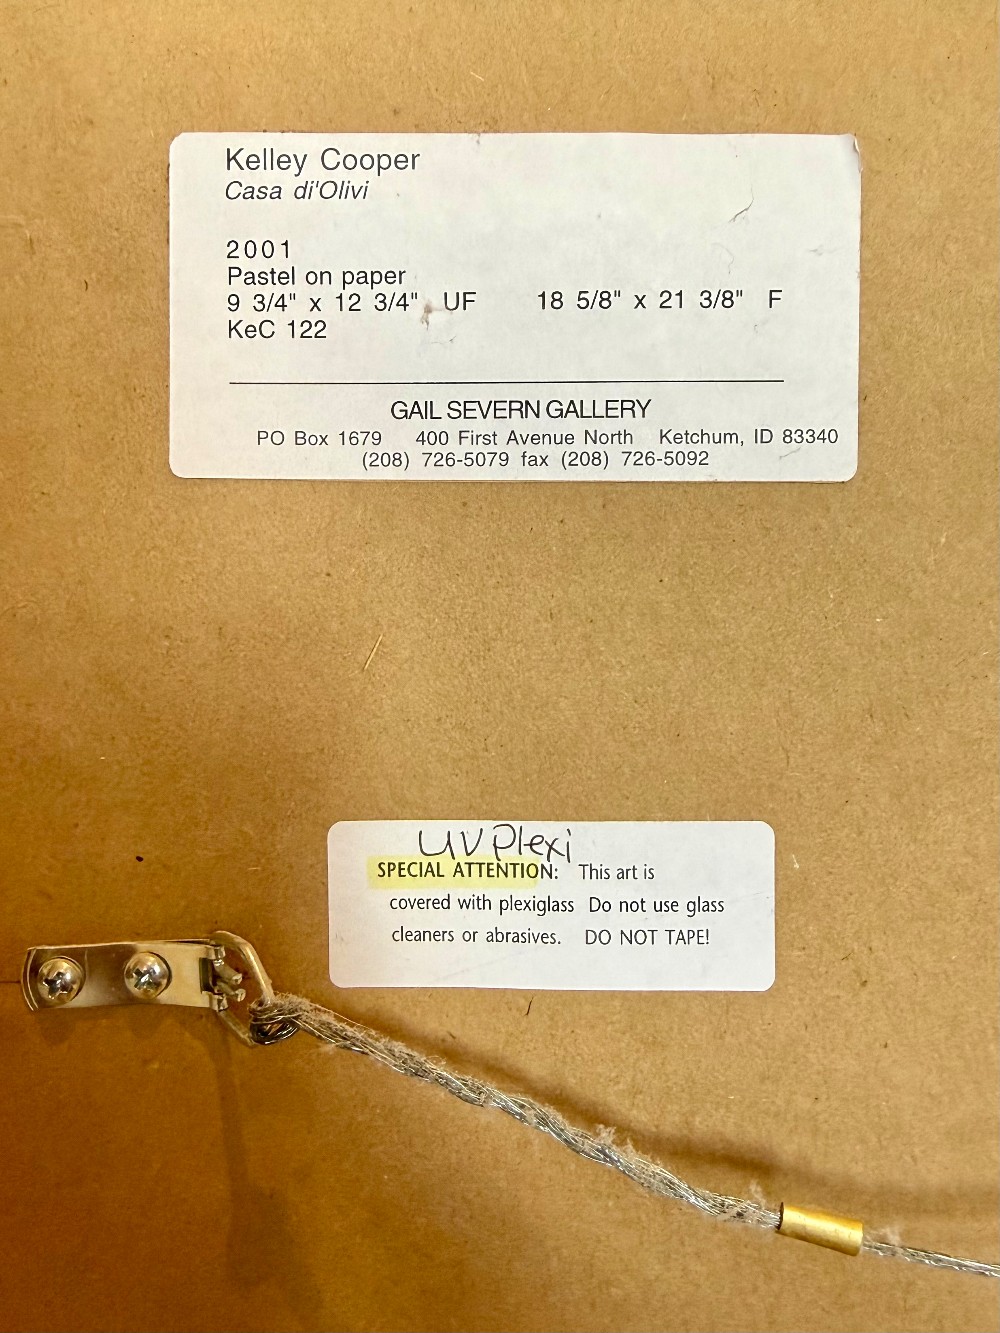 Kelley Cooper
Casa di'Olivi
2001
Pastel on paper
9 3/4" x 12 3/4" UF 18 5/8" x 21 3/8" F
KeC 122
GAIL SEVERN GALLERY
PO Box 1679 400 First Avenue North Ketchum, ID 83340
(208) 726-5079 fax (208) 726-5092
UV Plexi
SPECIAL ATTENTION: This art is
covered with plexiglass Do not use glass
cleaners or abrasives. DO NOT TAPE!